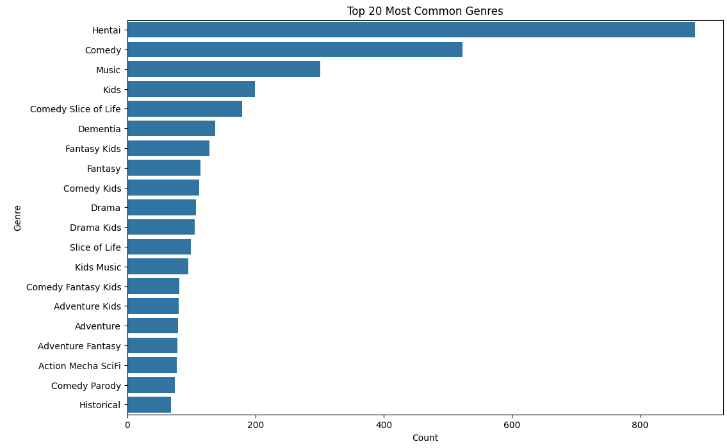 Top 20 Most Common Genres
Genre
Hentai
Comedy
Music
Kids
Comedy Slice of Life
Dementia
Fantasy Kids
Fantasy
Comedy Kids
Drama
Drama Kids
Slice of Life
Kids Music
Comedy Fantasy Kids
Adventure Kids
Adventure
Adventure Fantasy
Action Mecha SciFi
Comedy Parody
Historical
0 200 400 600 800
Count